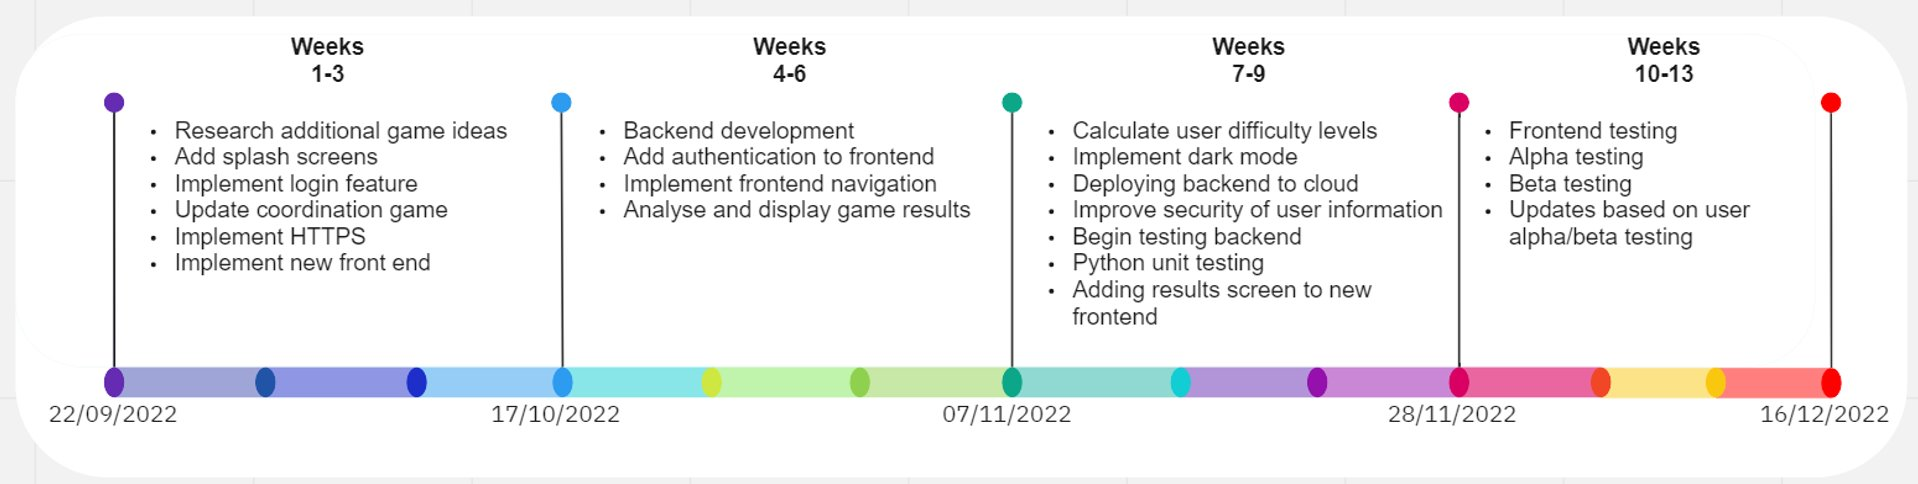 Weeks
1-3
• Research additional game ideas
• Add splash screens
• Implement login feature
• Update coordination game
• Implement HTTPS
• Implement new front end
Weeks
4-6
• Backend development
• Add authentication to frontend
• Implement frontend navigation
• Analyse and display game results
Weeks
7-9
• Calculate user difficulty levels
• Implement dark mode
• Deploying backend to cloud
• Improve security of user information
• Begin testing backend
• Python unit testing
• Adding results screen to new
frontend
Weeks
10-13
• Frontend testing
• Alpha testing
• Beta testing
• Updates based on user
alpha/beta testing
22/09/2022
17/10/2022
07/11/2022
28/11/2022
16/12/2022